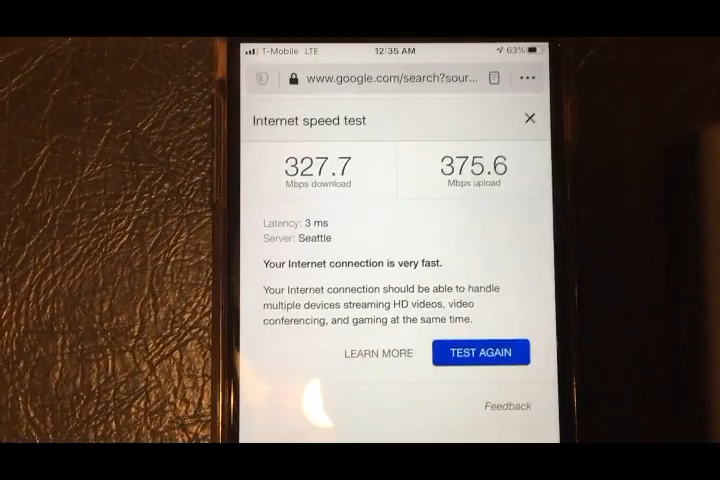 T-Mobile LTE 12:35 AM 63%
www.google.com/search?sour...
Internet speed test
327.7 375.6
Mbps download Mbps upload
Latency: 3 ms
Server: Seattle
Your Internet connection is very fast.
Your Internet connection should be able to handle
multiple devices streaming HD videos, video
conferencing, and gaming at the same time.
LEARN MORE TEST AGAIN
Feedback